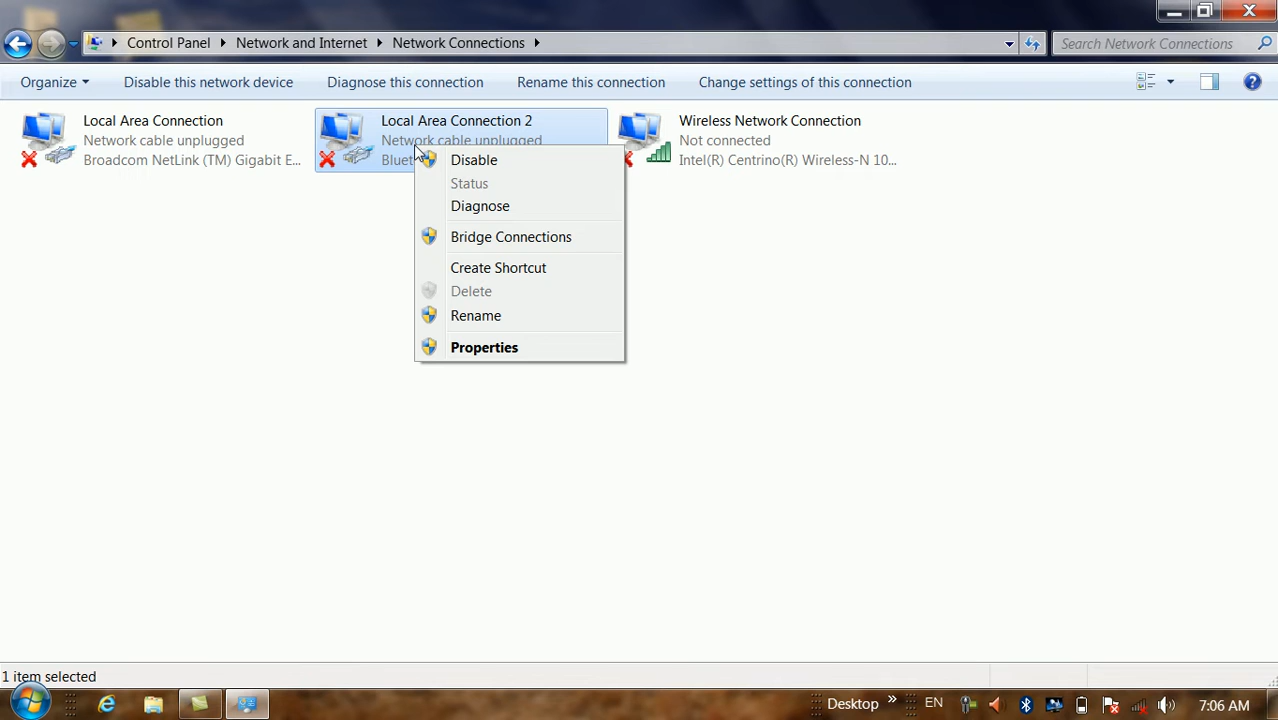 Control Panel Network and Internet Network Connections
Search Network Connections
Organize Disable this network device Diagnose this connection Rename this connection Change settings of this connection
Local Area Connection
Network cable unplugged
Broadcom NetLink (TM) Gigabit E...
Local Area Connection 2
Network cable unplugged
Wireless Network Connection
Not connected
Intel(R) Centrino(R) Wireless-N 10...
Disable
Status
Diagnose
Bridge Connections
Create Shortcut
Delete
Rename
Properties
1 item selected
Desktop » EN 7:06 AM